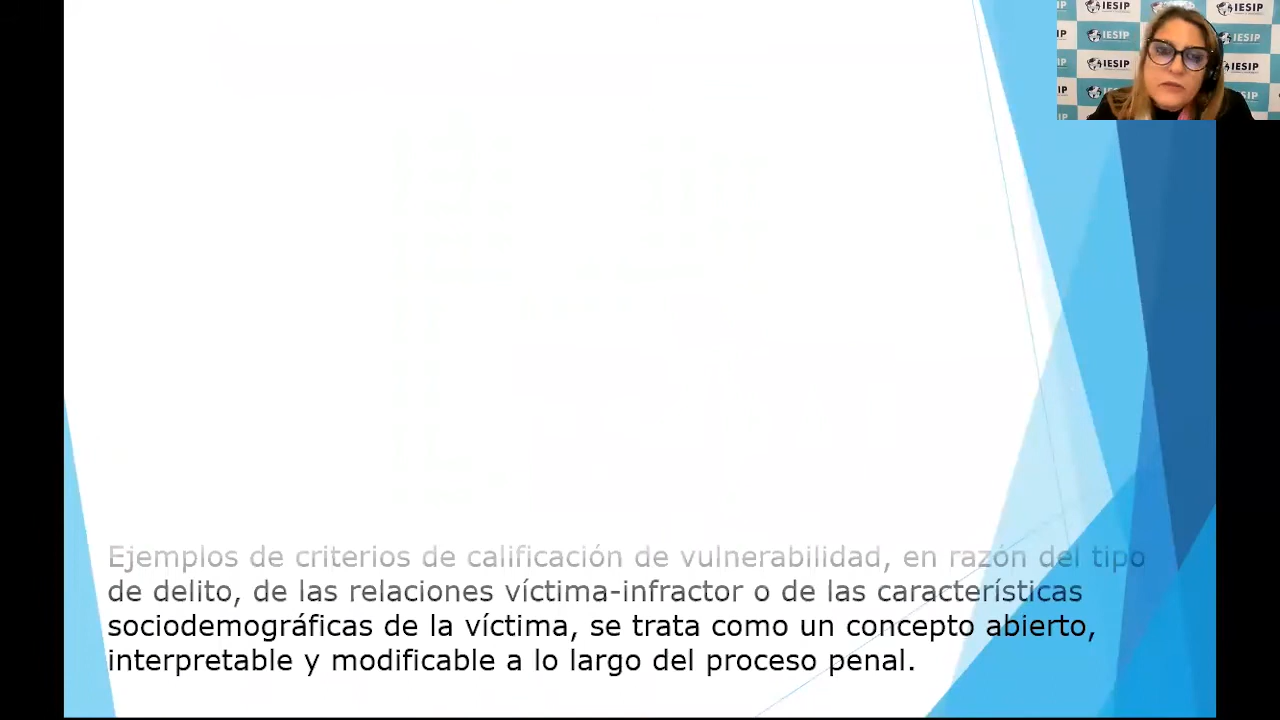 IESIP
IESIP
IESIP
IESIP
IESIP
IESIP
Ejemplos de criterios de calificación de vulnerabilidad, en razón del tipo
de delito, de las relaciones víctima-infractor o de las características
sociodemográficas de la víctima, se trata como un concepto abierto,
interpretable y modificable a lo largo del proceso penal.